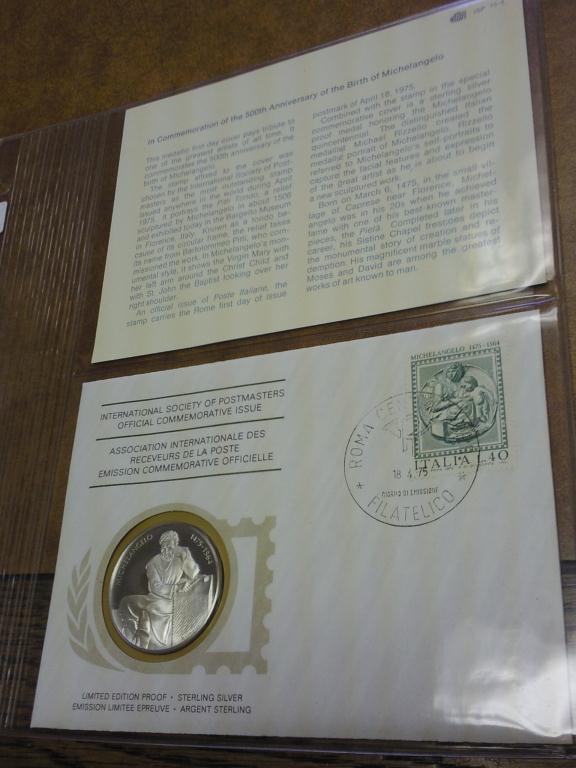 In Commemoration of the 500th Anniversary of the Birth of Michelangelo
This medallic first day cover pays tribute to
one of the greatest artists of all time. It
commemorates the 500th anniversary of the
birth of Michelangelo.
The stamp affixed to the cover was
chosen by the International Society of Post-
masters as the most outstanding stamp
issued anywhere in the world during April
1975. It portrays the Pitti Tondo, a relief
sculptured by Michelangelo in about 1506
and exhibited today in the Bargello Museum
in Florence, Italy. Known as a tondo be-
cause of its circular frame, the relief takes
its name from Bartolommeo Pitti, who com-
missioned the work. In Michelangelo's mon-
umental style, it shows the Virgin Mary with
her left arm around the Christ Child and
with St. John the Baptist looking over her
right shoulder.
An official issue of Poste Italiane, the
stamp carries the Rome first day of issue
postmark of April 18, 1975.
Combined with the stamp in the special
commemorative cover is a sterling silver
proof medal honoring the Michelangelo
quincentennial. The distinguished Italian
medallist Michael Rizzello created the
medal portrait of Michelangelo. Rizzello
referred to Michelangelo's self-portraits to
capture the facial features and expression
of the great artist as he is about to begin
a new sculptured work.
Born on March 6, 1475, in the small vil-
lage of Caprese near Florence, Michel-
angelo was in his 20s when he achieved
fame with one of his best-known master-
pieces, the Pietà. Completed later in his
career, his Sistine Chapel frescoes depict
the monumental story of creation and re-
demption. His magnificent marble statues of
Moses and David are among the greatest
works of art known to man.
INTERNATIONAL SOCIETY OF POSTMASTERS
OFFICIAL COMMEMORATIVE ISSUE
ASSOCIATION INTERNATIONALE DES
RECEVEURS DE LA POSTE
EMISSION COMMEMORATIVE OFFICIELLE
MICHELANGELO 1475-1564
ITALIA L.40
ROMA CEN
18.4.75
GIORNO DI EMISSIONE
* FILATELICO *
MICHELANGELO 1475-1564
LIMITED EDITION PROOF • STERLING SILVER
EMISSION LIMITEE EPREUVE • ARGENT STERLING